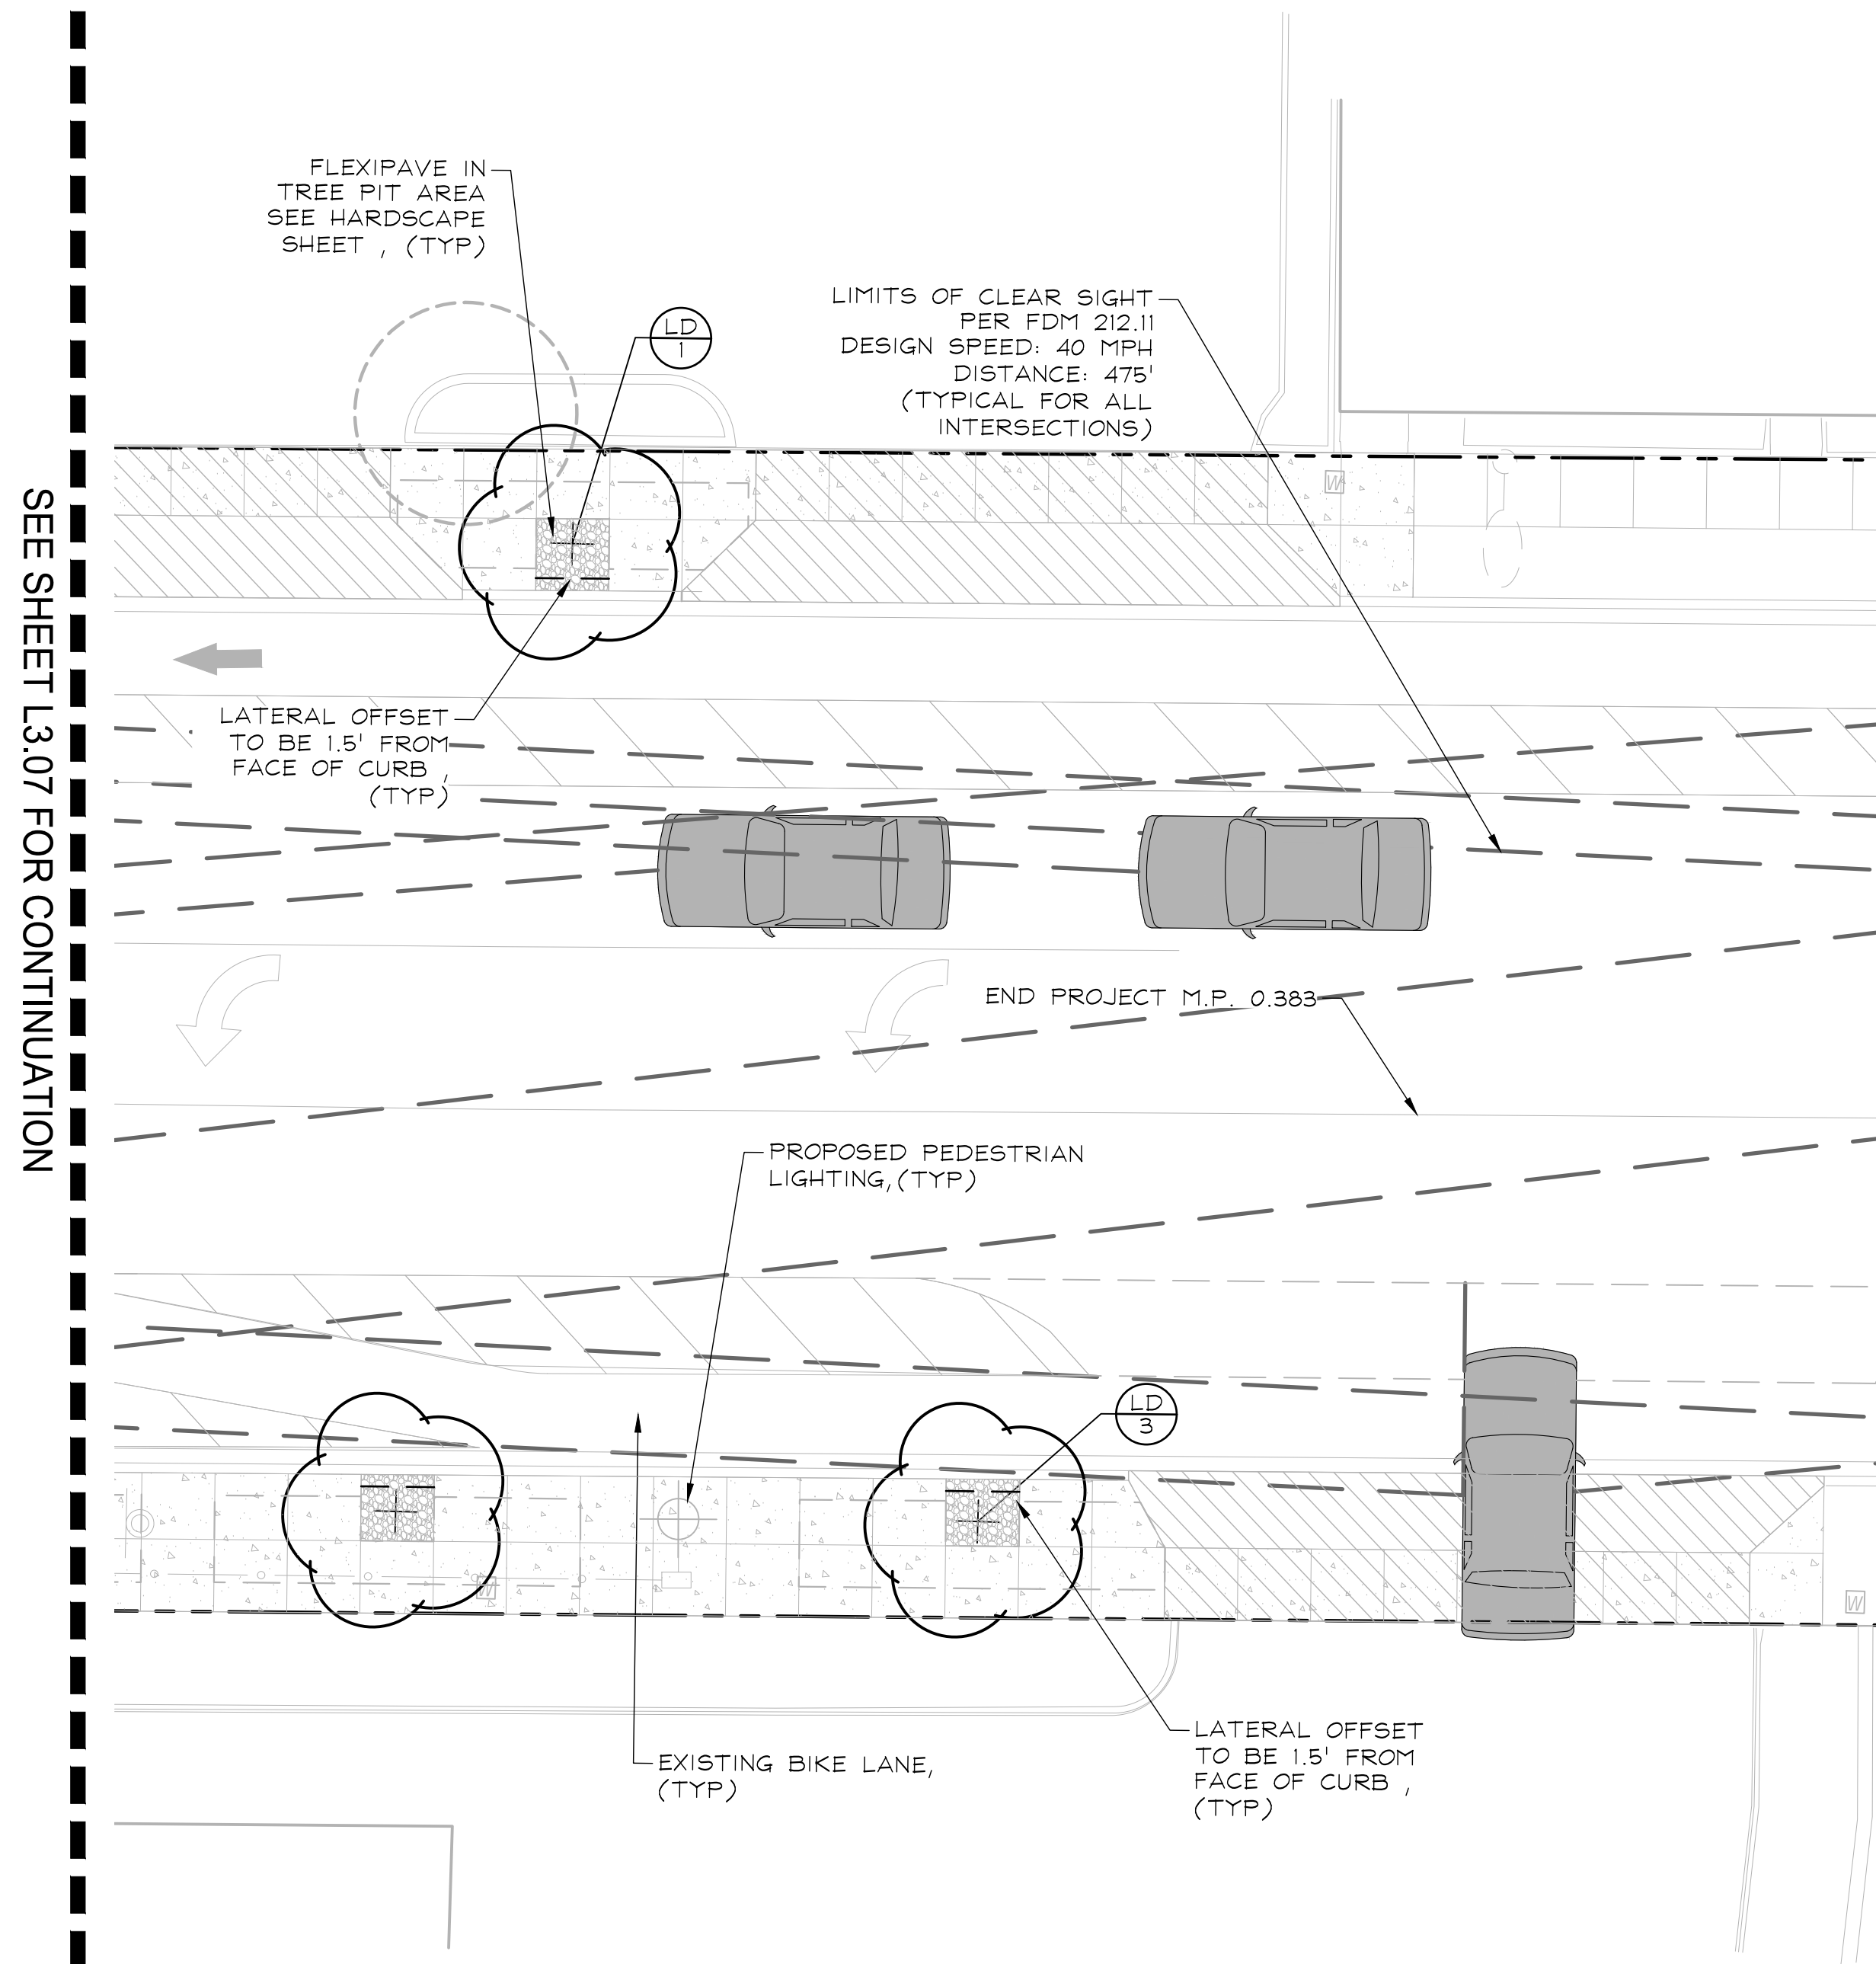 FLEXIPAVE IN
TREE PIT AREA
SEE HARDSCAPE
SHEET , (TYP)
LD
1
LIMITS OF CLEAR SIGHT
PER FDM 212.11
DESIGN SPEED: 40 MPH
DISTANCE: 475'
(TYPICAL FOR ALL
INTERSECTIONS)
W
LATERAL OFFSET
TO BE 1.5' FROM
FACE OF CURB ,
(TYP)
SEE SHEET L3.07 FOR CONTINUATION
END PROJECT M.P. 0.383
PROPOSED PEDESTRIAN
LIGHTING, (TYP)
LD
3
W
W
EXISTING BIKE LANE,
(TYP)
LATERAL OFFSET
TO BE 1.5' FROM
FACE OF CURB ,
(TYP)